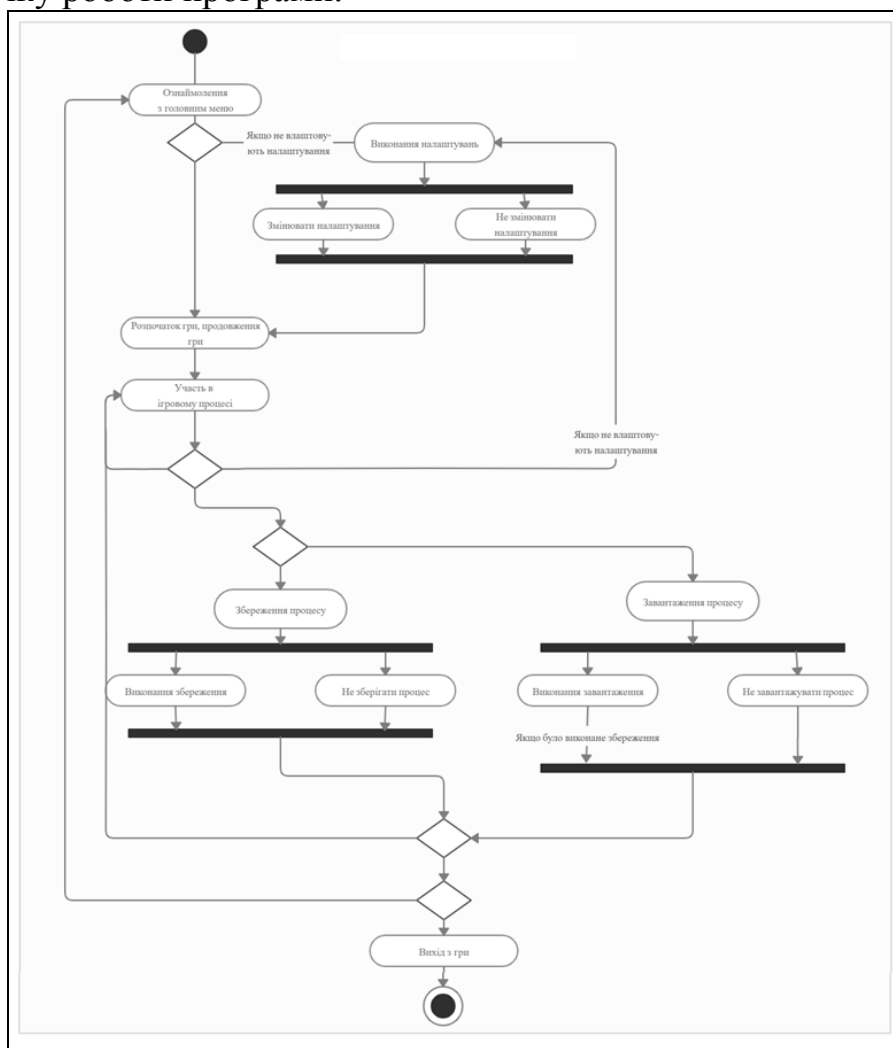 роботи програми.
Ознаймолення
з головним меню
Якщо не влаштову-
ють налаштування
Виконання налаштувань
Змінювати налаштування
Не змінювати
налаштування
Розпочаток гри, продовження
гри
Участь в
ігровому процесі
Якщо не влаштову-
ють налаштування
Збереження процесу
Завантаження процесу
Виконання збереження
Не зберігати процес
Виконання завантаження
Не завантажувати процес
Якщо було виконане збереження
Вихід з гри